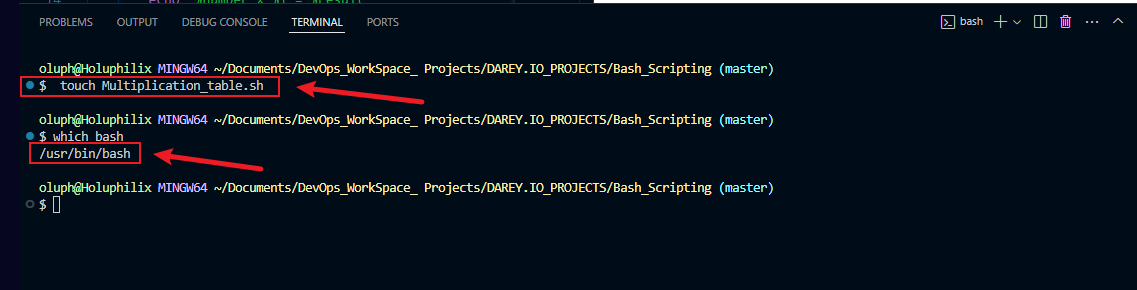 PROBLEMS OUTPUT DEBUG CONSOLE TERMINAL PORTS bash
oluph@Holuphilix MINGW64 ~/Documents/DevOps_WorkSpace_ Projects/DAREY.IO_PROJECTS/Bash_Scripting (master)
$  touch Multiplication_table.sh
oluph@Holuphilix MINGW64 ~/Documents/DevOps_WorkSpace_ Projects/DAREY.IO_PROJECTS/Bash_Scripting (master)
$ which bash
/usr/bin/bash
oluph@Holuphilix MINGW64 ~/Documents/DevOps_WorkSpace_ Projects/DAREY.IO_PROJECTS/Bash_Scripting (master)
$